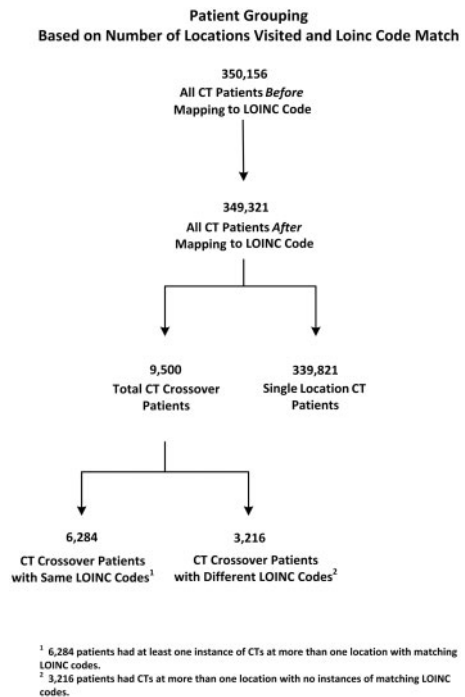 Patient Grouping
Based on Number of Locations Visited and Loinc Code Match
350,156
All CT Patients Before
Mapping to LOINC Code
349,321
All CT Patients After
Mapping to LOINC Code
9,500
Total CT Crossover
Patients
339,821
Single Location CT
Patients
6,284
CT Crossover Patients
with Same LOINC Codes¹
3,216
CT Crossover Patients
with Different LOINC Codes²
¹ 6,284 patients had at least one instance of CTs at more than one location with matching
LOINC codes.
² 3,216 patients had CTs at more than one location with no instances of matching LOINC
codes.